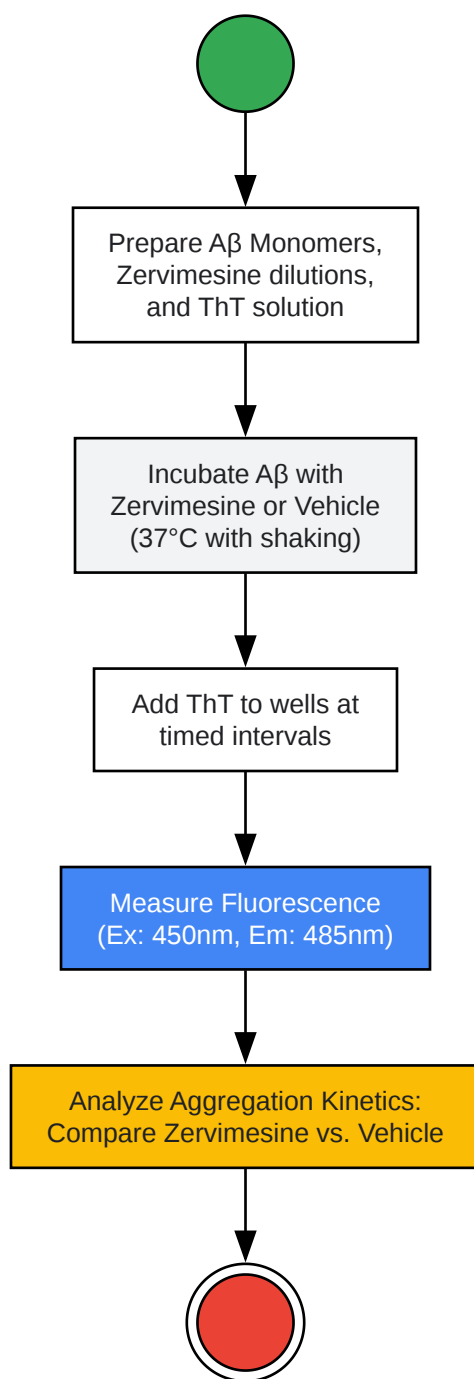 Prepare Aβ Monomers,
Zervimesine dilutions,
and ThT solution
Incubate Aβ with
Zervimesine or Vehicle
(37°C with shaking)
Add ThT to wells at
timed intervals
Measure Fluorescence
(Ex: 450nm, Em: 485nm)
Analyze Aggregation Kinetics:
Compare Zervimesine vs. Vehicle